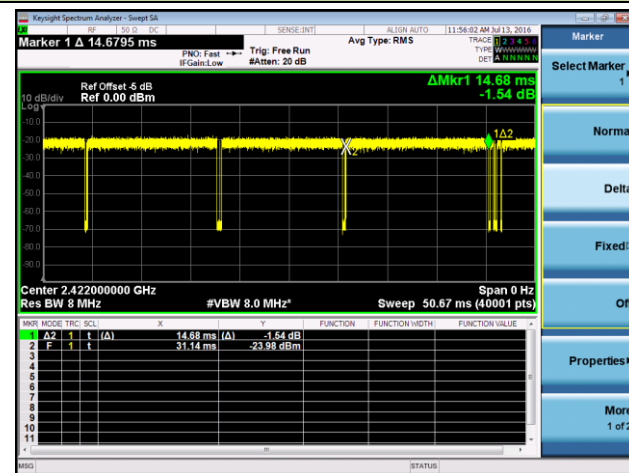 Keysight Spectrum Analyzer - Swept SA
RF 50 Ω DC SENSE:INT ALIGN AUTO 11:56:02 AM Jul 13, 2016
Marker 1 Δ 14.6795 ms
PNO: Fast Trig: Free Run Avg Type: RMS TRACE 1 2 3 4 5
IFGain:Low #Atten: 20 dB TYPE
DET A N N N N N
Ref Offset -5 dB ΔMkr1 14.68 ms
10 dB/div Ref 0.00 dBm -1.54 dB
Log
-10.0
-20.0
-30.0
-40.0
-50.0
-60.0
-70.0
-80.0
-90.0
1Δ2
X2
Center 2.422000000 GHz Span 0 Hz
Res BW 8 MHz #VBW 8.0 MHz* Sweep 50.67 ms (40001 pts)
MKR MODE TRC SCL X Y FUNCTION FUNCTION WIDTH FUNCTION VALUE
1 Δ2 1 t (Δ) 14.68 ms (Δ) -1.54 dB
2 F 1 t 31.14 ms -23.98 dBm
3
4
5
6
7
8
9
10
11
MSG STATUS
Marker
Select Marker
1
Norma
Delta
Fixed
Of
Properties
More
1 of 2